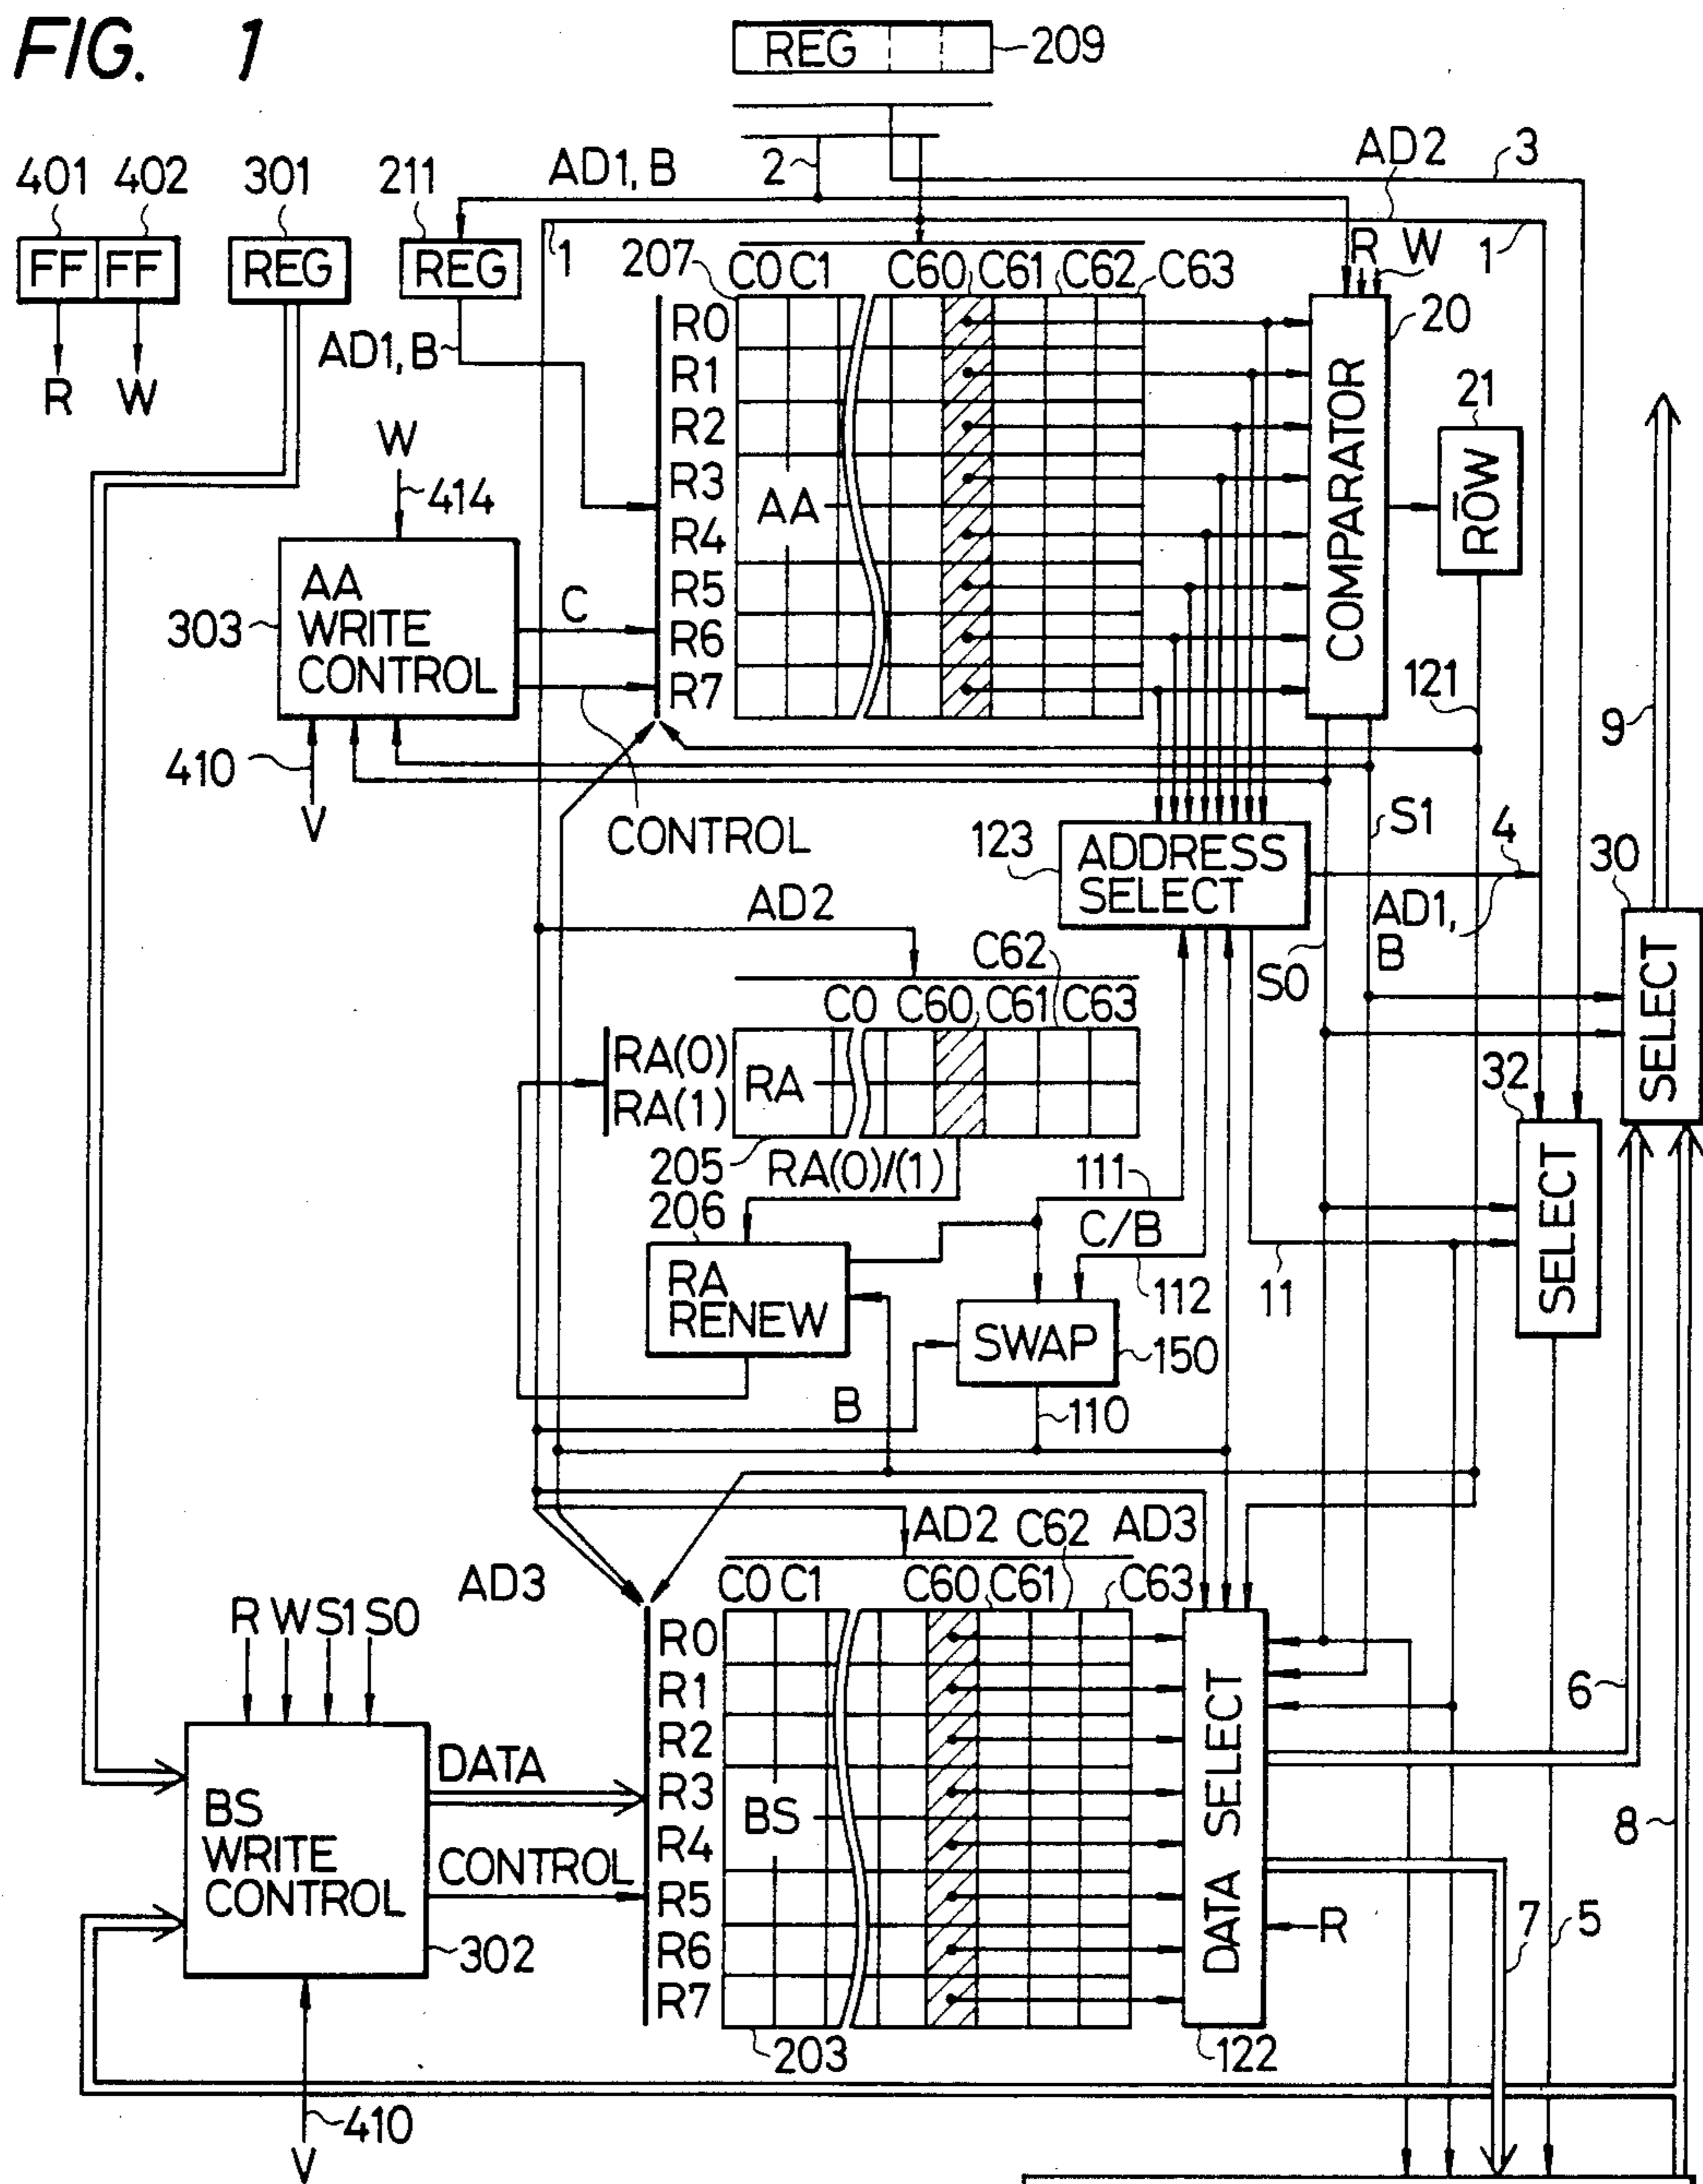 FIG. 1
REG
209
AD2
3
401 402 301 211
AD1, B
2
FF FF
REG
REG
1
1
R W
207
C0 C1
C60 C61 C62 C63
20
R W
AD1, B
R0
R1
R2
R3
R4
R5
R6
R7
AA
COMPARATOR
21
ROW
W
414
303
AA
WRITE
CONTROL
C
121
9
410
V
CONTROL
S1
4
123
ADDRESS
SELECT
30
AD2
AD1,
B
C62
S0
SELECT
C0 C60 C61 C63
RA(0)
RA(1)
RA
32
205
RA(0)/(1)
111
206
C/B
SELECT
RA
RENEW
112
11
SWAP
150
B
110
AD2 C62 AD3
AD3
C0 C1
C60 C61 C63
R W S1 S0
R0
R1
R2
R3
R4
R5
R6
R7
BS
DATA SELECT
6
DATA
BS
WRITE
CONTROL
CONTROL
8
7
5
R
302
203
122
410
V